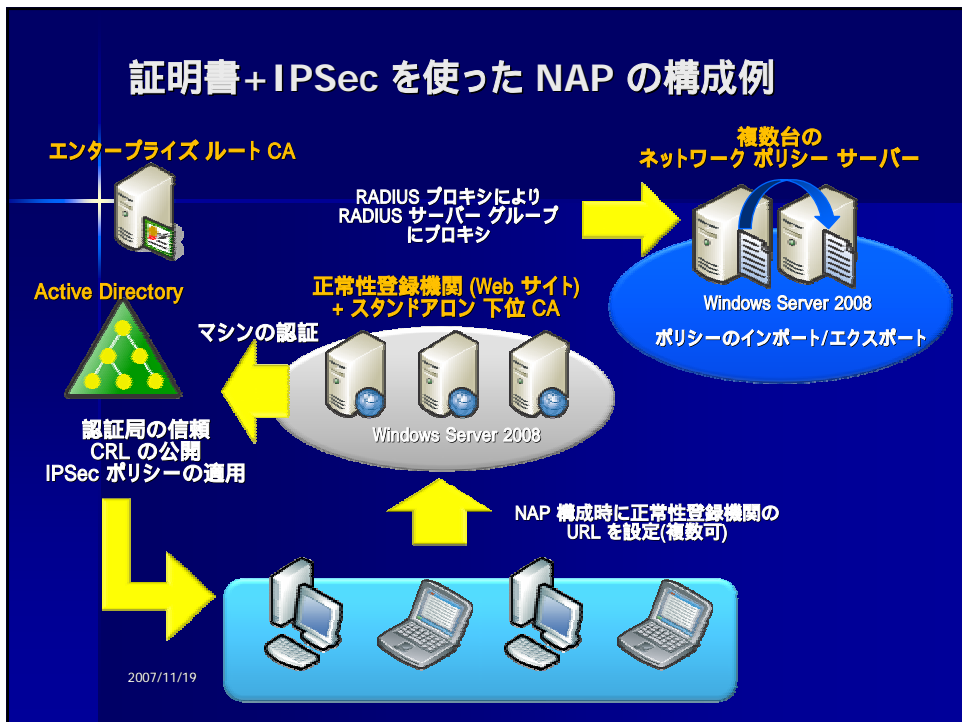 証明書+IPSec を使った NAP の構成例
エンタープライズ ルート CA
複数台の
ネットワーク ポリシー サーバー
RADIUS プロキシにより
RADIUS サーバー グループ
にプロキシ
Active Directory
正常性登録機関 (Web サイト)
+ スタンドアロン 下位 CA
Windows Server 2008
ポリシーのインポート/エクスポート
マシンの認証
認証局の信頼
CRL の公開
IPSec ポリシーの適用
Windows Server 2008
NAP 構成時に正常性登録機関の
URL を設定(複数可)
2007/11/19